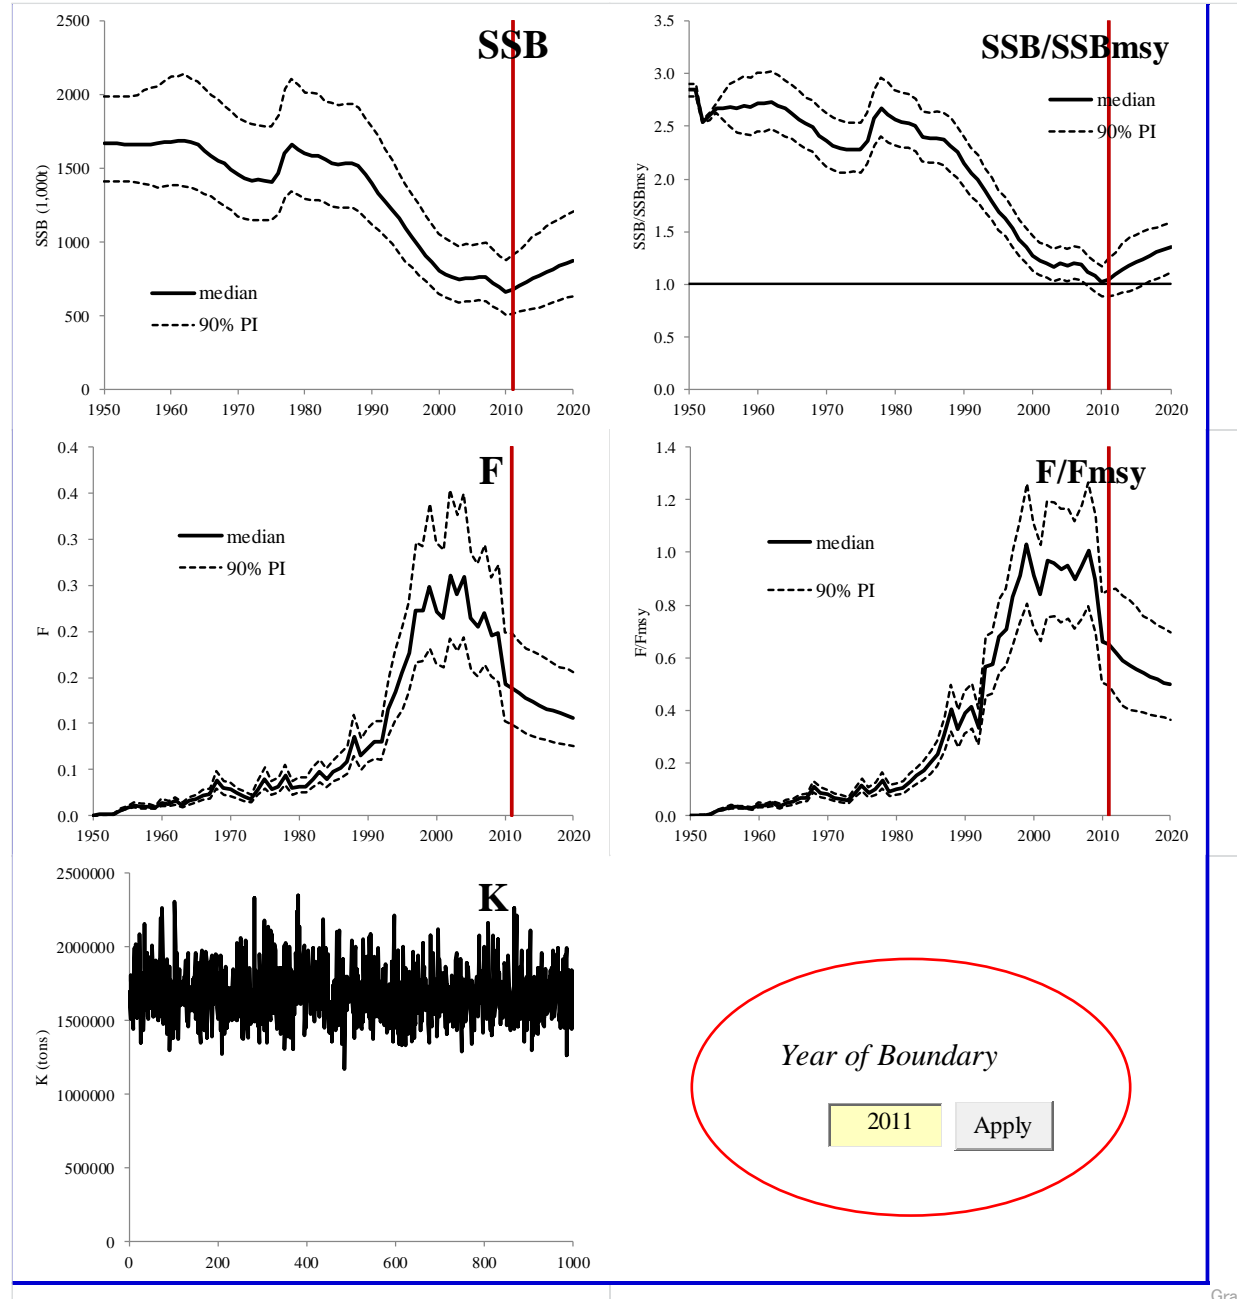 SSB
2500
2000
1500
1000
500
0
SSB (1,000t)
median
90% PI
1950 1960 1970 1980 1990 2000 2010 2020
SSB/SSBmsy
3.5
3.0
2.5
2.0
1.5
1.0
0.5
0.0
SSB/SSBmsy
median
90% PI
1950 1960 1970 1980 1990 2000 2010 2020
F
0.4
0.4
0.3
0.3
0.2
0.2
0.1
0.1
0.0
F
median
90% PI
1950 1960 1970 1980 1990 2000 2010 2020
F/Fmsy
1.4
1.2
1.0
0.8
0.6
0.4
0.2
0.0
F/Fmsy
median
90% PI
1950 1960 1970 1980 1990 2000 2010 2020
K
2500000
2000000
1500000
1000000
500000
0
K (tons)
0 200 400 600 800 1000
Year of Boundary
2011 Apply
Gra